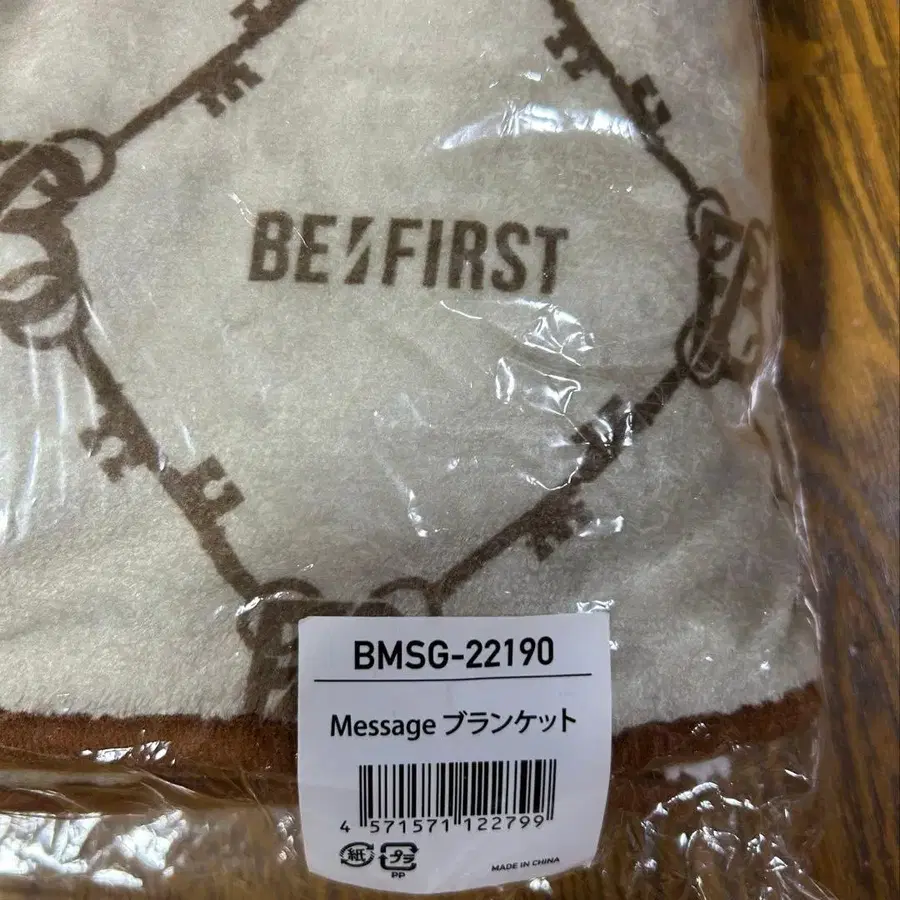 BE:FIRST
BMSG-22190
Message ブランケット
4 571571 122799
紙 プラ
PP
MADE IN CHINA